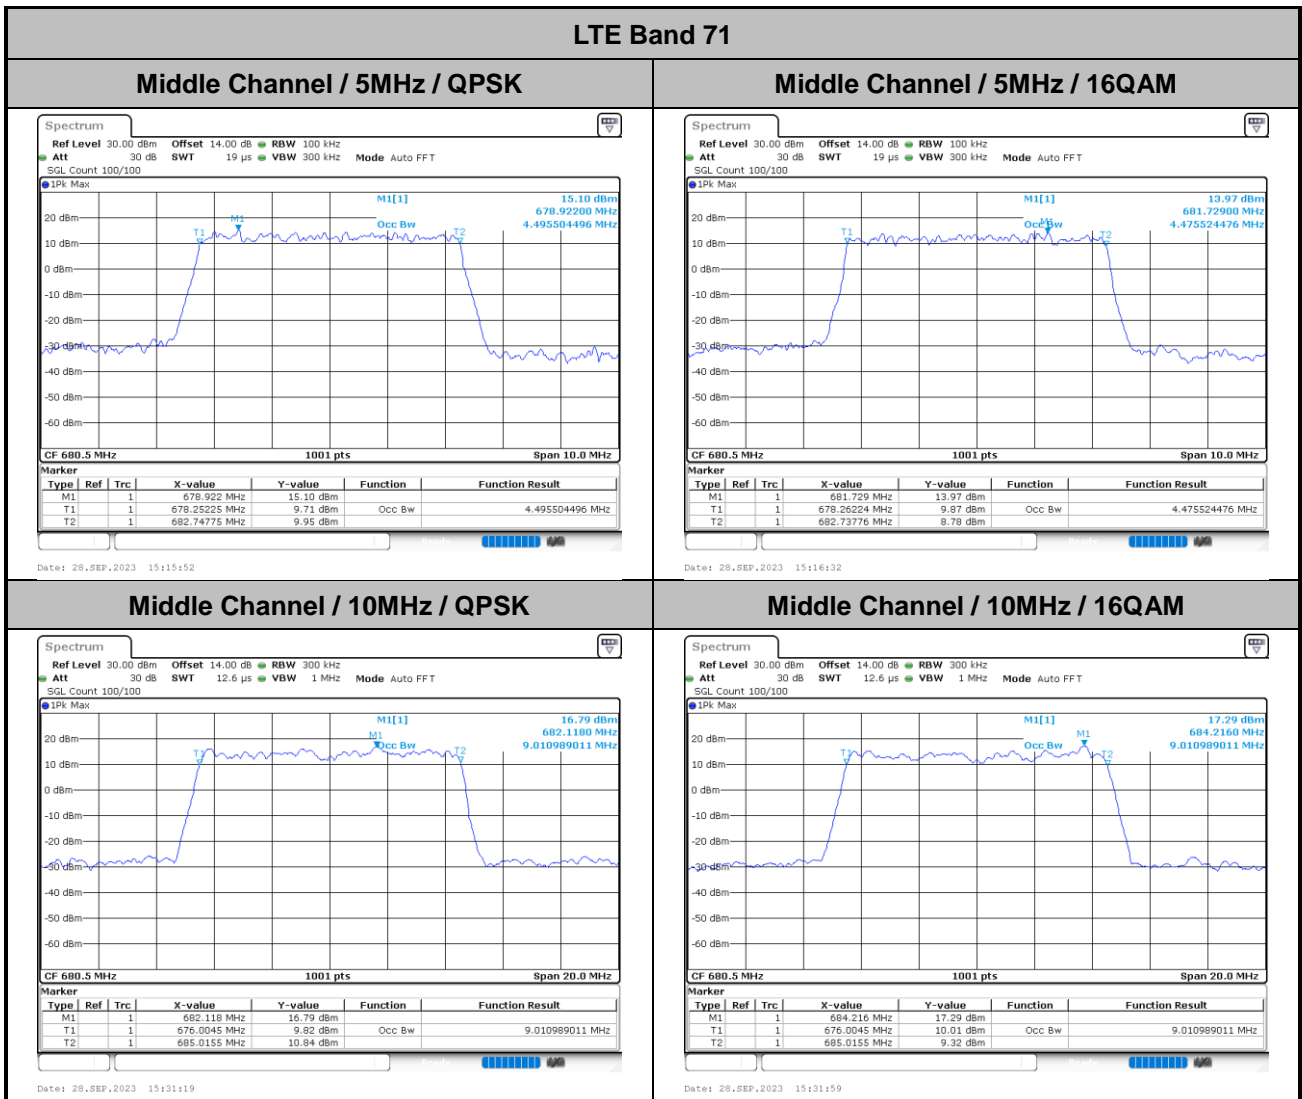 LTE Band 71
Middle Channel / 5MHz / QPSK
Middle Channel / 5MHz / 16QAM
Spectrum
Ref Level 30.00 dBm Offset 14.00 dB RBW 100 kHz
Att 30 dB SWT 19 µs VBW 300 kHz Mode Auto FFT
SGL Count 100/100
1Pk Max
M1[1] 15.10 dBm
678.92200 MHz
Occ Bw 4.495504496 MHz
M1
T1
T2
20 dBm
10 dBm
0 dBm
-10 dBm
-20 dBm
-30 dBm
-40 dBm
-50 dBm
-60 dBm
CF 680.5 MHz 1001 pts Span 10.0 MHz
Marker
Type Ref Trc X-value Y-value Function Function Result
M1 1 678.922 MHz 15.10 dBm
T1 1 678.25225 MHz 9.71 dBm Occ Bw 4.495504496 MHz
T2 1 682.74775 MHz 9.95 dBm
Date: 28.SEP.2023 15:15:52
Spectrum
Ref Level 30.00 dBm Offset 14.00 dB RBW 100 kHz
Att 30 dB SWT 19 µs VBW 300 kHz Mode Auto FFT
SGL Count 100/100
1Pk Max
M1[1] 13.97 dBm
681.72900 MHz
Occ Bw 4.475524476 MHz
M1
T1
T2
20 dBm
10 dBm
0 dBm
-10 dBm
-20 dBm
-30 dBm
-40 dBm
-50 dBm
-60 dBm
CF 680.5 MHz 1001 pts Span 10.0 MHz
Marker
Type Ref Trc X-value Y-value Function Function Result
M1 1 681.729 MHz 13.97 dBm
T1 1 678.26224 MHz 9.87 dBm Occ Bw 4.475524476 MHz
T2 1 682.73776 MHz 8.78 dBm
Date: 28.SEP.2023 15:16:32
Middle Channel / 10MHz / QPSK
Middle Channel / 10MHz / 16QAM
Spectrum
Ref Level 30.00 dBm Offset 14.00 dB RBW 300 kHz
Att 30 dB SWT 12.6 µs VBW 1 MHz Mode Auto FFT
SGL Count 100/100
1Pk Max
M1[1] 16.79 dBm
682.1180 MHz
Occ Bw 9.010989011 MHz
M1
T1
T2
20 dBm
10 dBm
0 dBm
-10 dBm
-20 dBm
-30 dBm
-40 dBm
-50 dBm
-60 dBm
CF 680.5 MHz 1001 pts Span 20.0 MHz
Marker
Type Ref Trc X-value Y-value Function Function Result
M1 1 682.118 MHz 16.79 dBm
T1 1 676.0045 MHz 9.82 dBm Occ Bw 9.010989011 MHz
T2 1 685.0155 MHz 10.84 dBm
Date: 28.SEP.2023 15:31:19
Spectrum
Ref Level 30.00 dBm Offset 14.00 dB RBW 300 kHz
Att 30 dB SWT 12.6 µs VBW 1 MHz Mode Auto FFT
SGL Count 100/100
1Pk Max
M1[1] 17.29 dBm
684.2160 MHz
Occ Bw 9.010989011 MHz
M1
T1
T2
20 dBm
10 dBm
0 dBm
-10 dBm
-20 dBm
-30 dBm
-40 dBm
-50 dBm
-60 dBm
CF 680.5 MHz 1001 pts Span 20.0 MHz
Marker
Type Ref Trc X-value Y-value Function Function Result
M1 1 684.216 MHz 17.29 dBm
T1 1 676.0045 MHz 10.01 dBm Occ Bw 9.010989011 MHz
T2 1 685.0155 MHz 9.32 dBm
Date: 28.SEP.2023 15:31:59